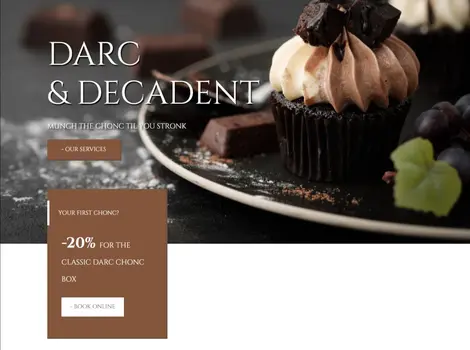 DARC
& DECADENT
MUNCH THE CHONC TIL YOU STRONK
- OUR SERVICES
YOUR FIRST CHONC?
-20% FOR THE
CLASSIC DARC CHONC
BOX
- BOOK ONLINE